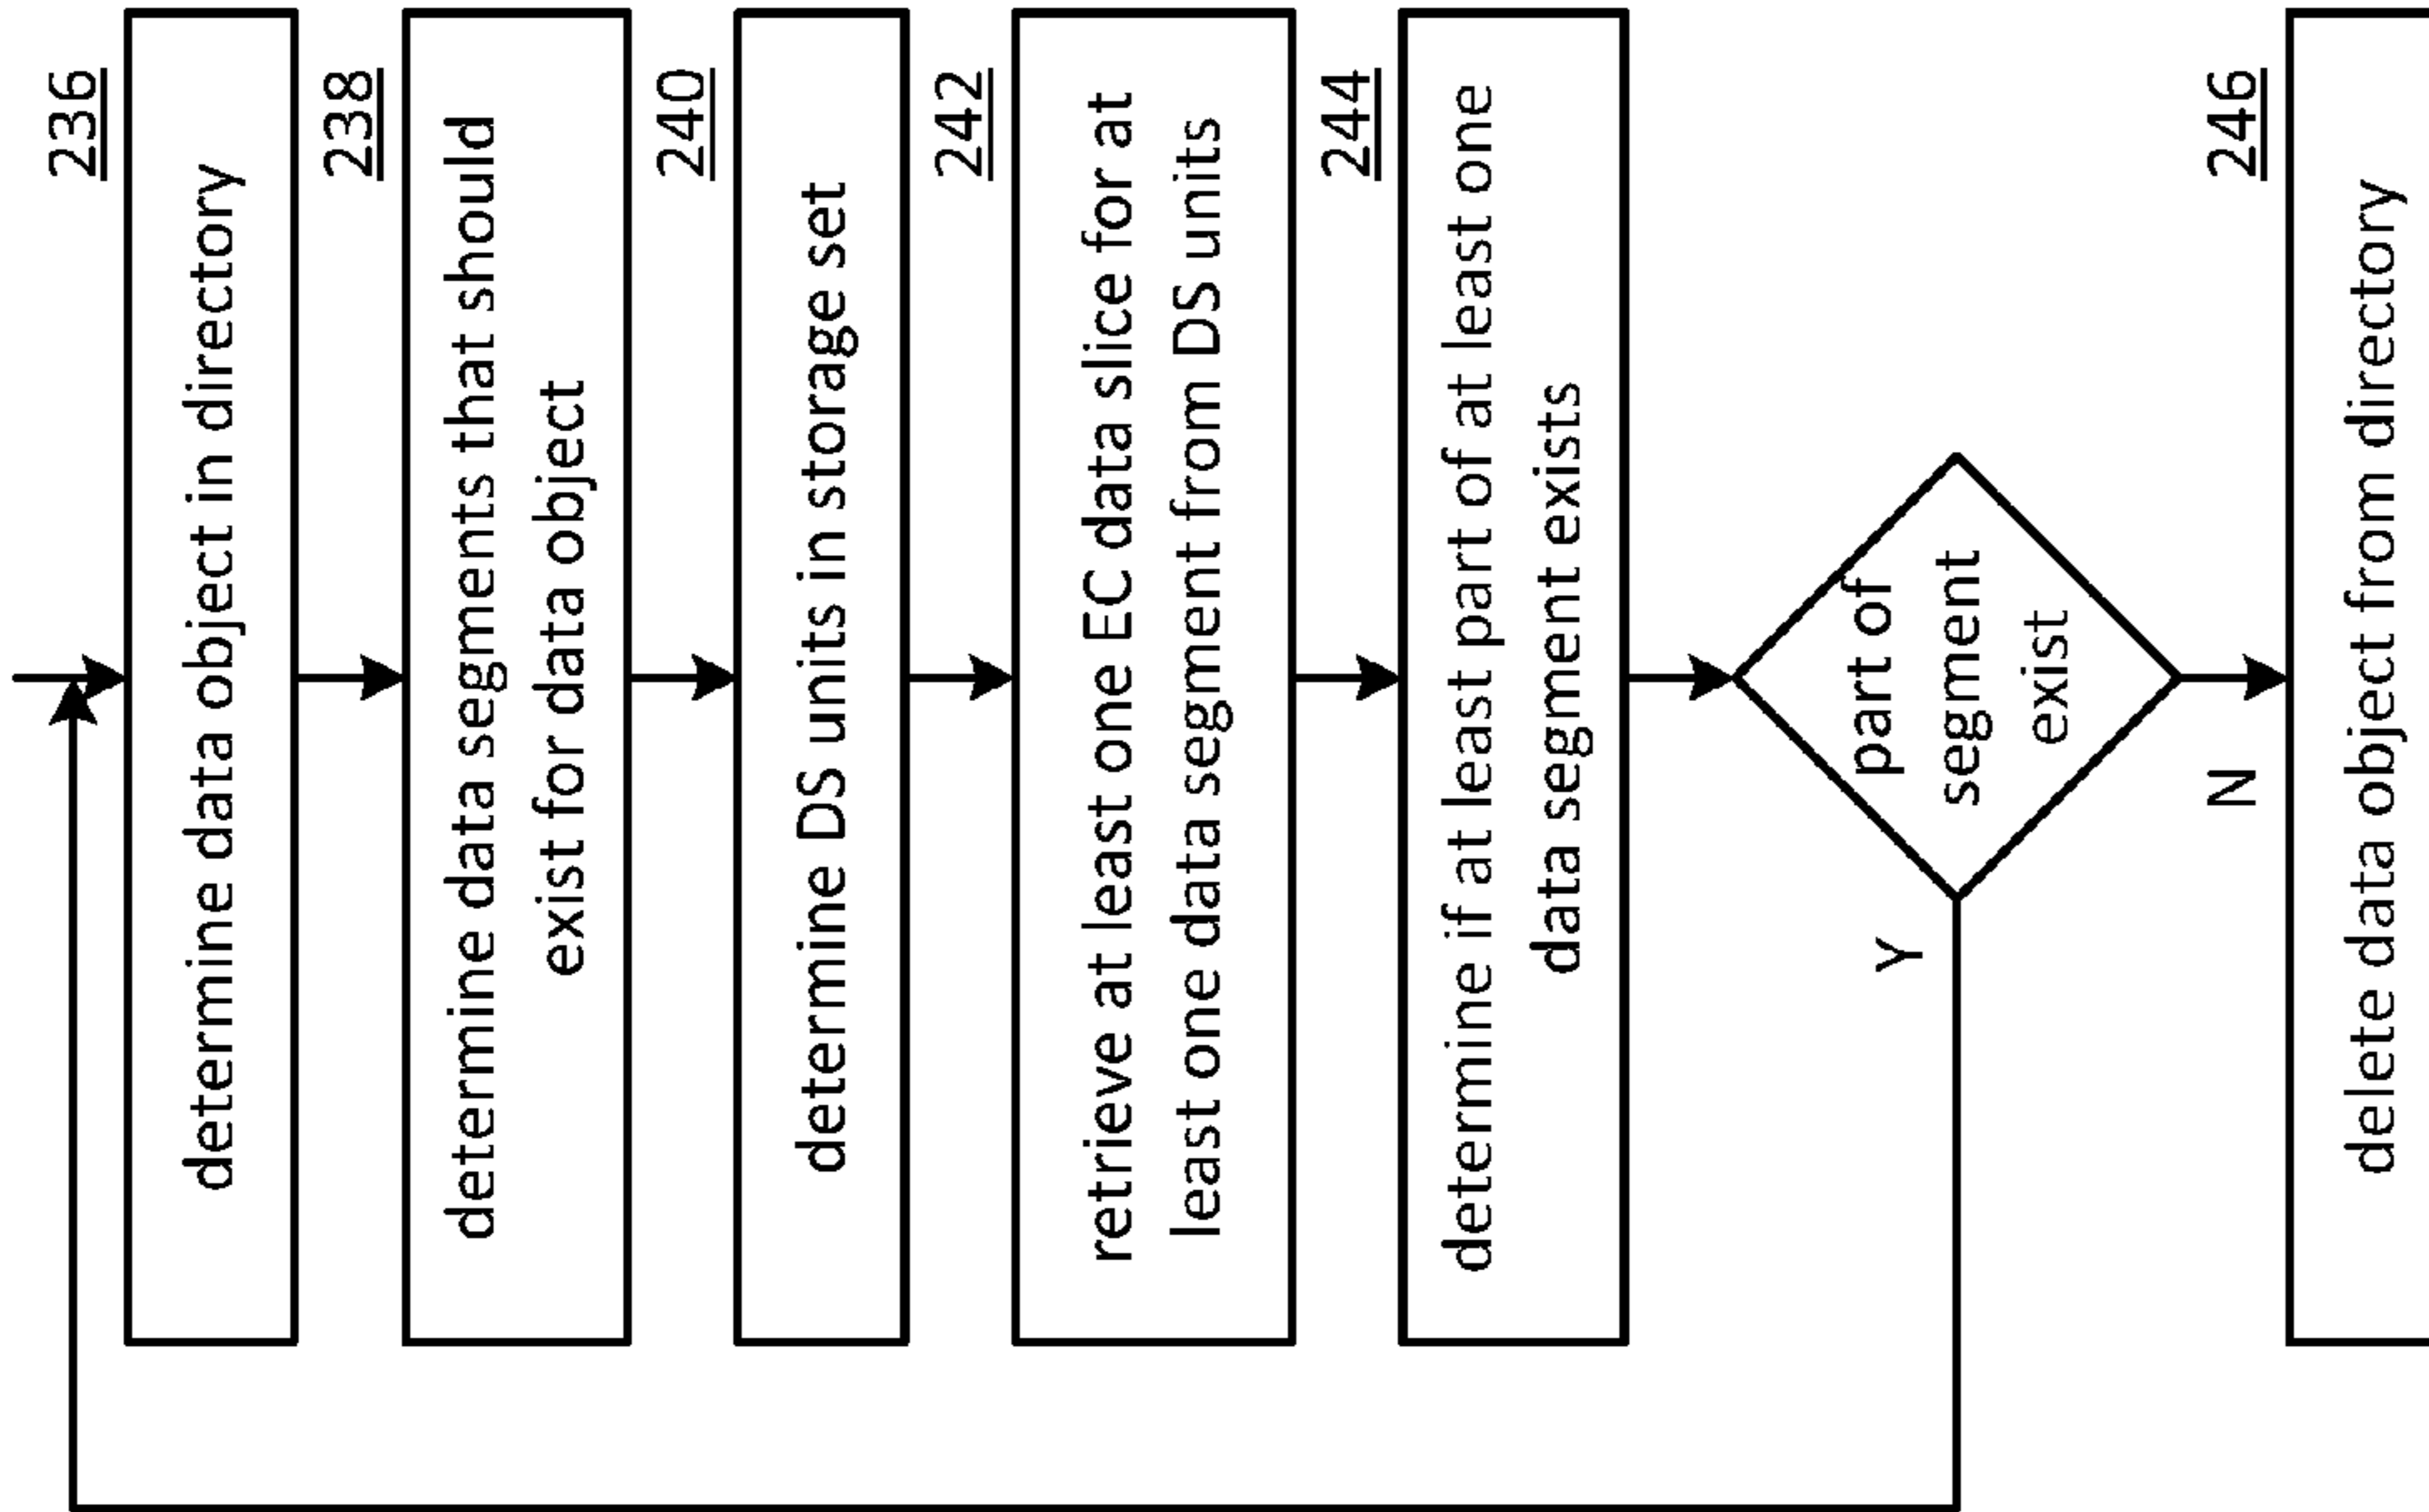 236
determine data object in directory
238
determine data segments that should
exist for data object
240
determine DS units in storage set
242
retrieve at least one EC data slice for at
least one data segment from DS units
244
determine if at least part of at least one
data segment exists
part of
segment
exist
Y
N
246
delete data object from directory